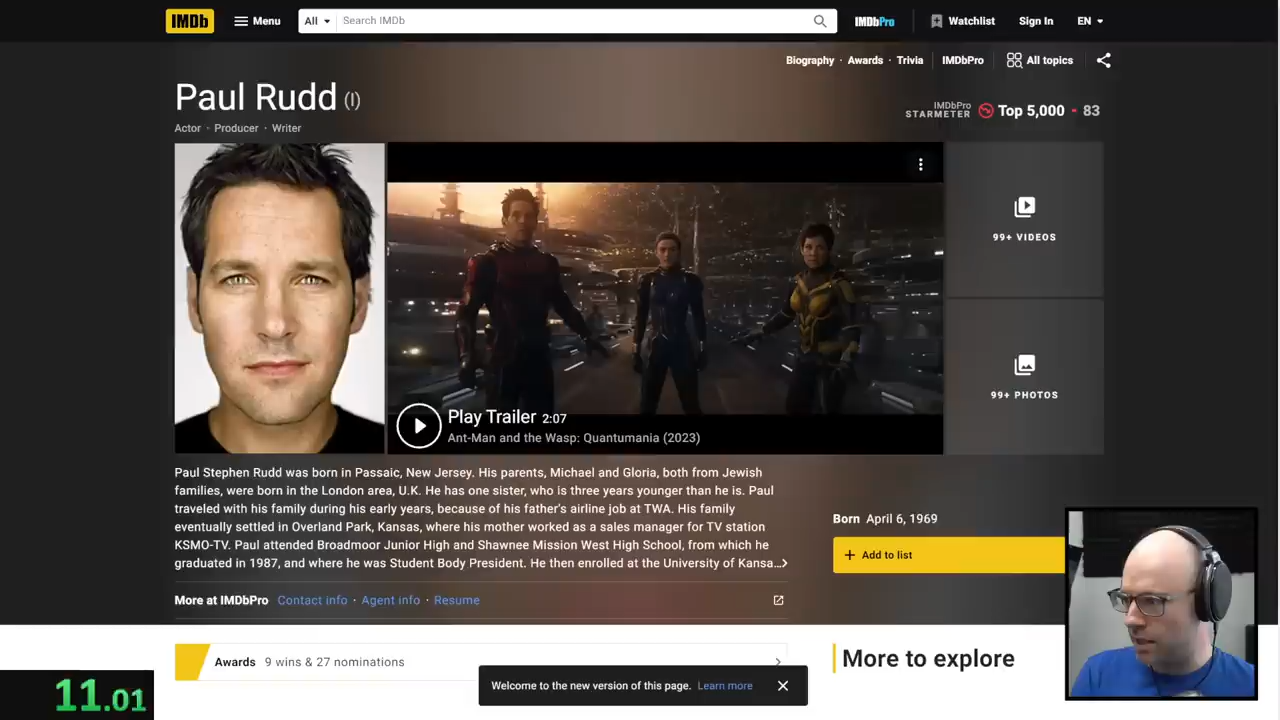 IMDb
Menu
All
Search IMDb
IMDbPro
Watchlist
Sign In
EN
Biography · Awards · Trivia
IMDbPro
All topics
Paul Rudd (I)
Actor · Producer · Writer
IMDbPro
STARMETER
Top 5,000 - 83
99+ VIDEOS
99+ PHOTOS
Play Trailer 2:07
Ant-Man and the Wasp: Quantumania (2023)
Paul Stephen Rudd was born in Passaic, New Jersey. His parents, Michael and Gloria, both from Jewish
families, were born in the London area, U.K. He has one sister, who is three years younger than he is. Paul
traveled with his family during his early years, because of his father's airline job at TWA. His family
eventually settled in Overland Park, Kansas, where his mother worked as a sales manager for TV station
KSMO-TV. Paul attended Broadmoor Junior High and Shawnee Mission West High School, from which he
graduated in 1987, and where he was Student Body President. He then enrolled at the University of Kansa...
Born April 6, 1969
+ Add to list
More at IMDbPro Contact info · Agent info · Resume
Awards 9 wins & 27 nominations
More to explore
Welcome to the new version of this page. Learn more
11.01